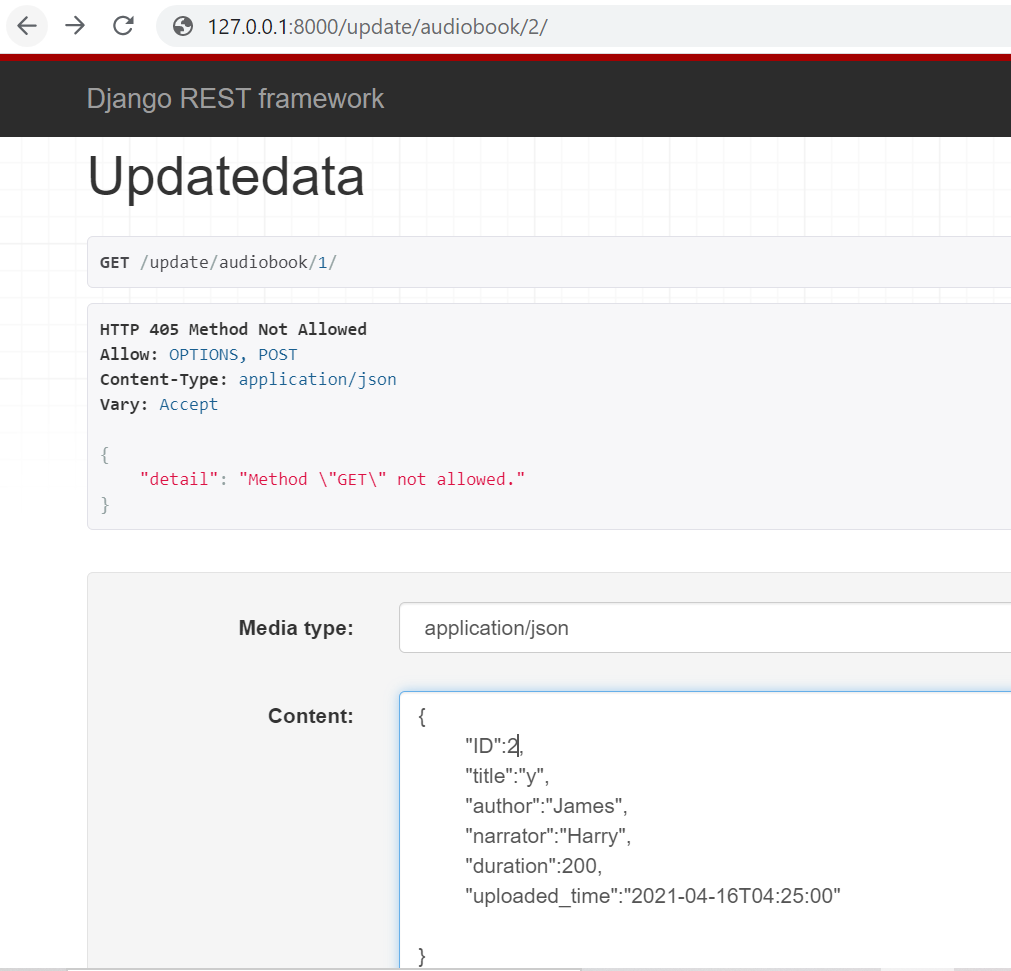 127.0.0.1:8000/update/audiobook/2/
Django REST framework
Updatedata
GET /update/audiobook/1/
HTTP 405 Method Not Allowed
Allow: OPTIONS, POST
Content-Type: application/json
Vary: Accept
{
"detail": "Method \"GET\" not allowed."
}
Media type: application/json
Content: {
"ID":2,
"title":"y",
"author":"James",
"narrator":"Harry",
"duration":200,
"uploaded_time":"2021-04-16T04:25:00"
}